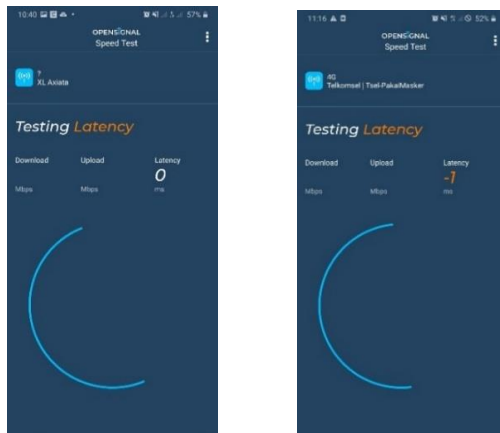 10:40
57%
OPENSIGNAL
Speed Test
?
XL Axiata
Testing Latency
Download Upload Latency
0
Mbps Mbps ms
11:16
52%
OPENSIGNAL
Speed Test
4G
Telkomsel | Tsel-PakaiMasker
Testing Latency
Download Upload Latency
-1
Mbps Mbps ms